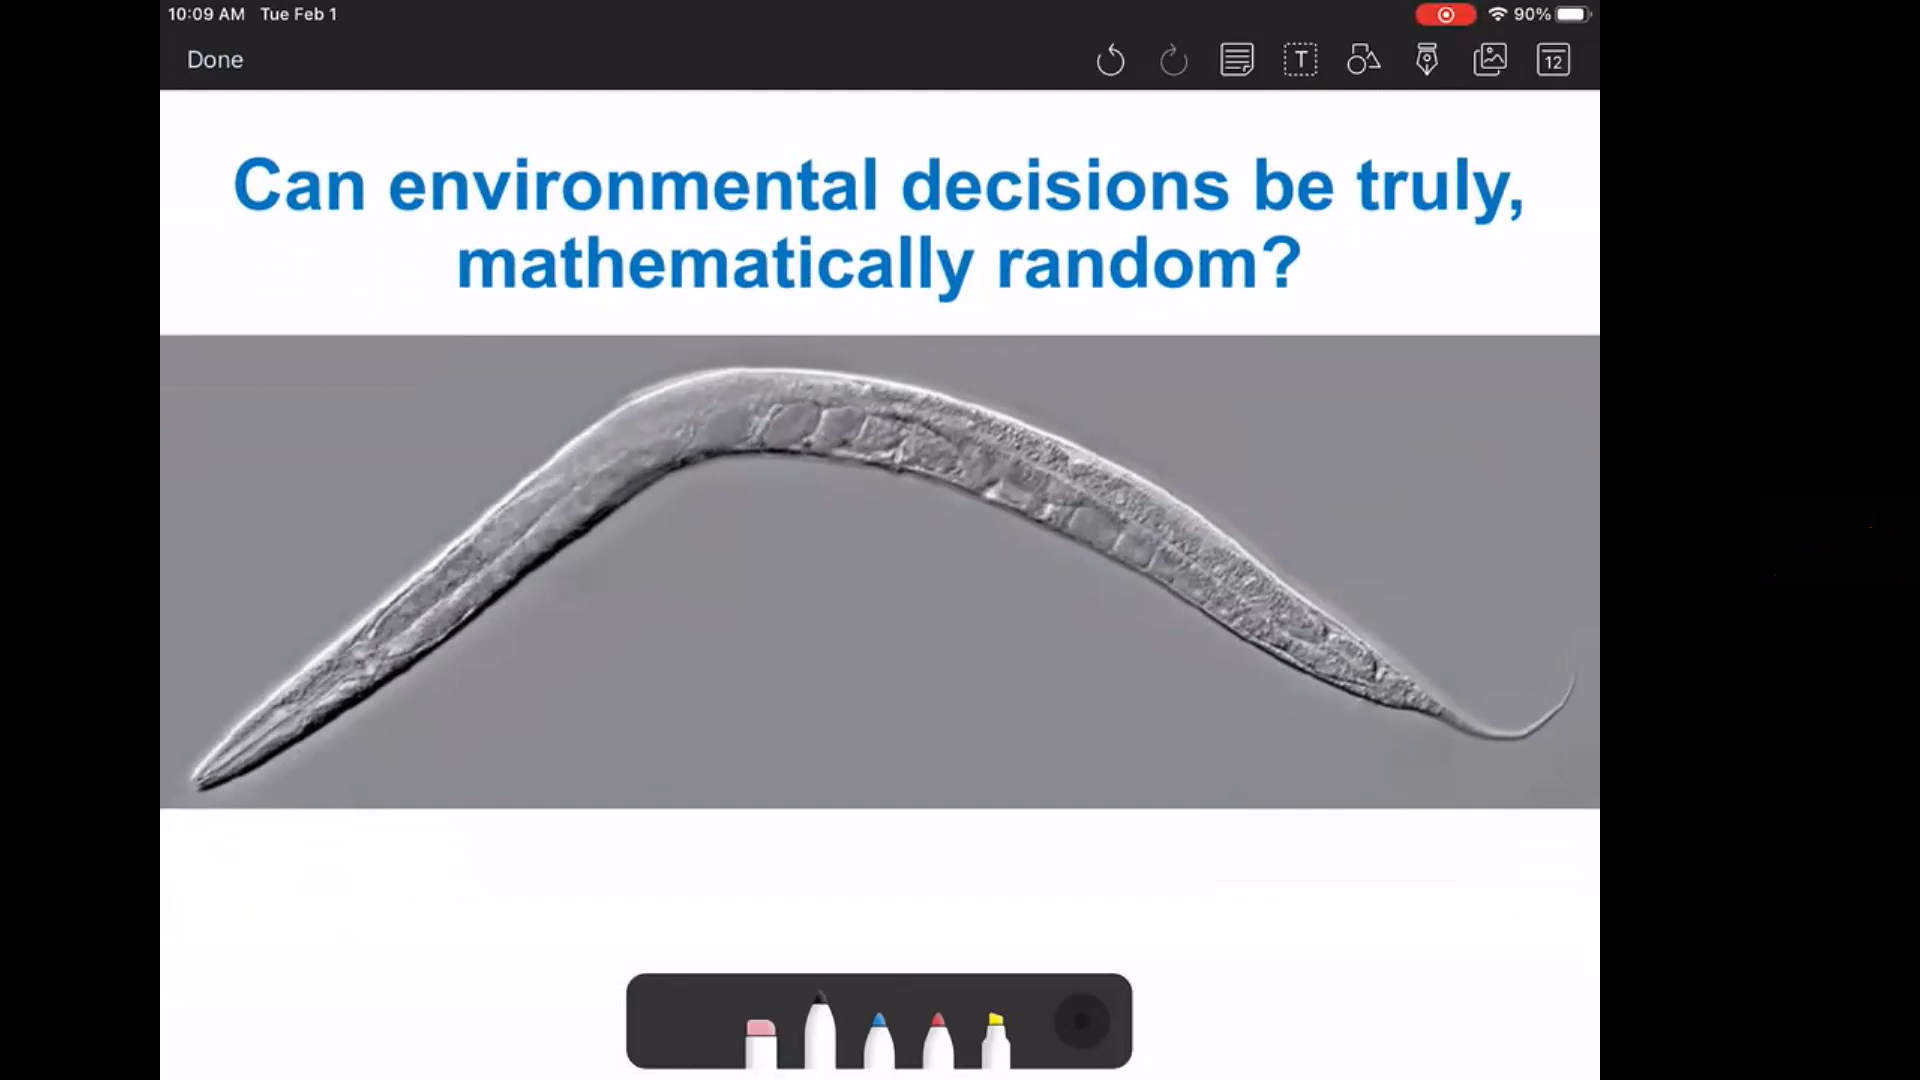 10:09 AM Tue Feb 1
90%
Done
T
12
Can environmental decisions be truly,
mathematically random?